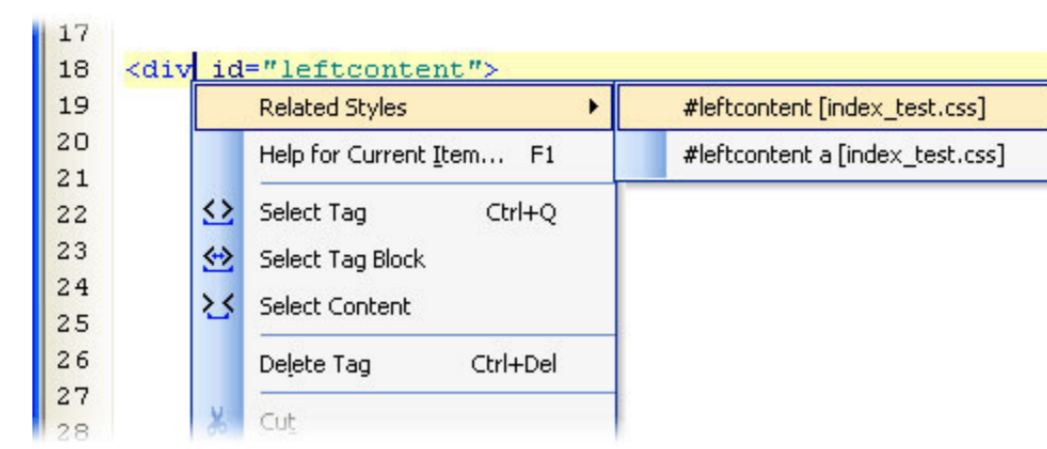 17
18 <div id="leftcontent">
19 Related Styles #leftcontent [index_test.css]
20 Help for Current Item... F1 #leftcontent a [index_test.css]
21
22 Select Tag Ctrl+Q
23 Select Tag Block
24 Select Content
25
26 Delete Tag Ctrl+Del
27
28 Cut